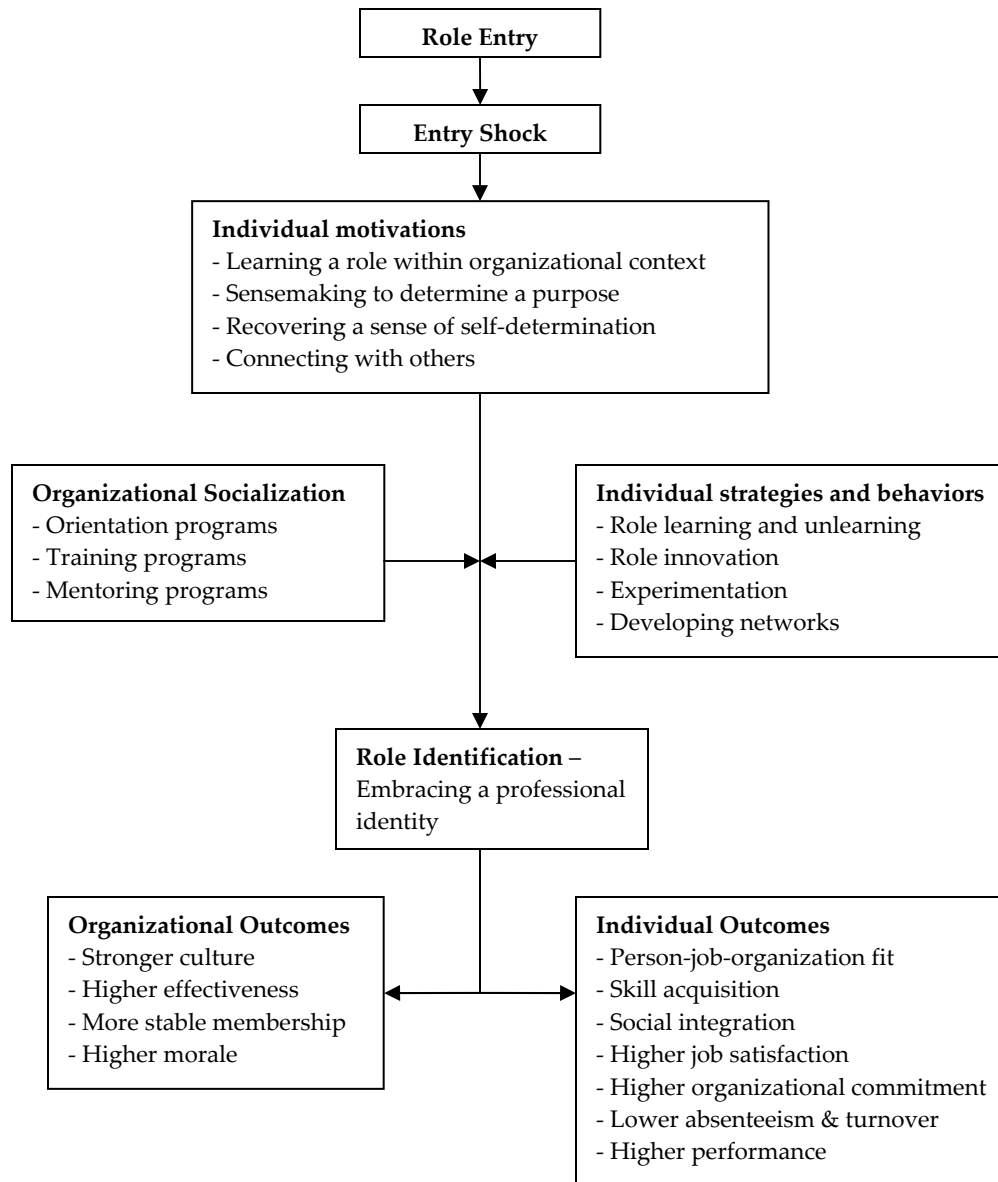 Role Entry
Entry Shock
Individual motivations
- Learning a role within organizational context
- Sensemaking to determine a purpose
- Recovering a sense of self-determination
- Connecting with others
Organizational Socialization
- Orientation programs
- Training programs
- Mentoring programs
Individual strategies and behaviors
- Role learning and unlearning
- Role innovation
- Experimentation
- Developing networks
Role Identification –
Embracing a professional
identity
Organizational Outcomes
- Stronger culture
- Higher effectiveness
- More stable membership
- Higher morale
Individual Outcomes
- Person-job-organization fit
- Skill acquisition
- Social integration
- Higher job satisfaction
- Higher organizational commitment
- Lower absenteeism & turnover
- Higher performance